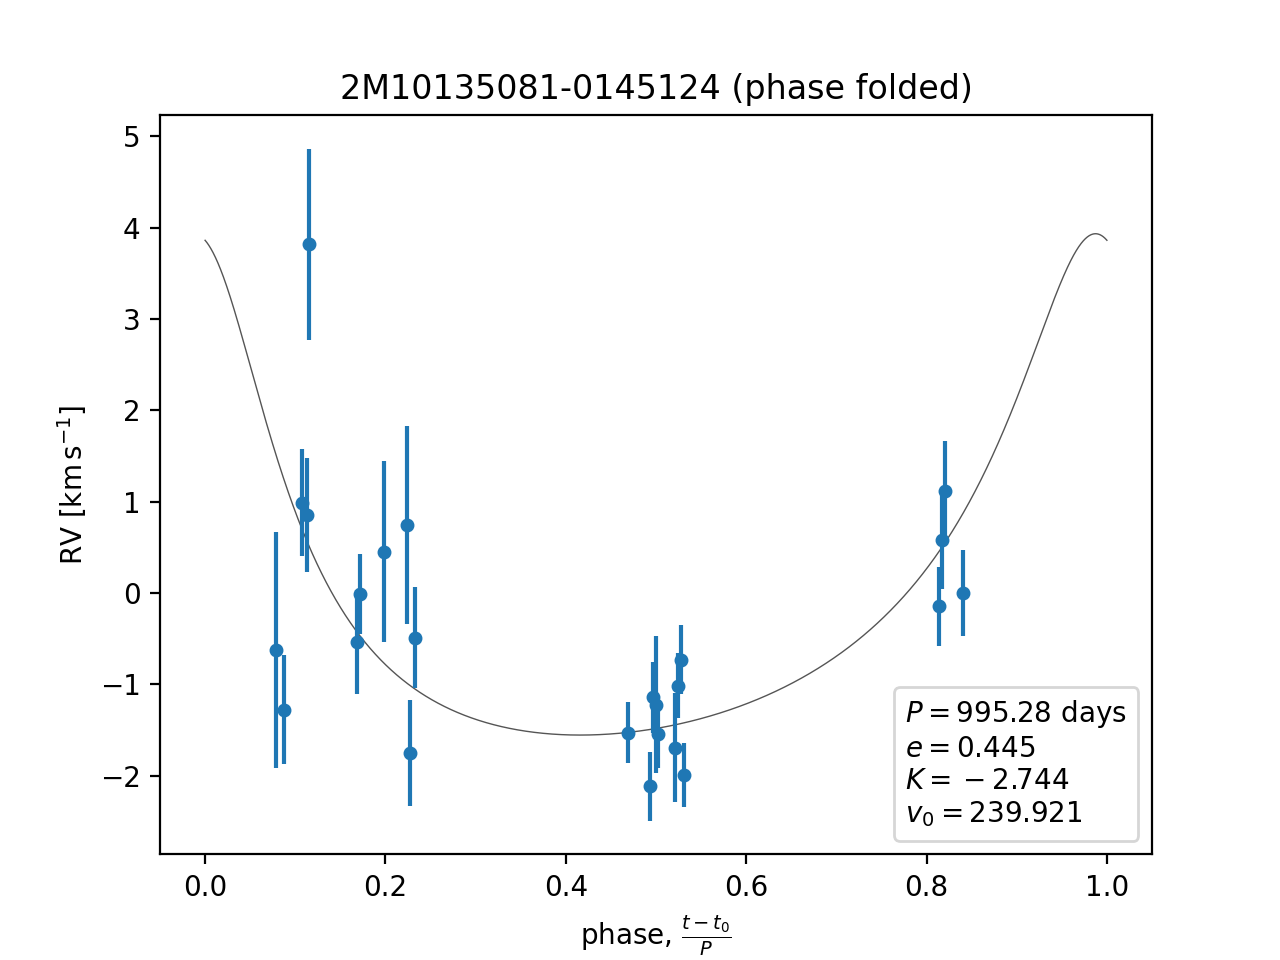 2M10135081-0145124 (phase folded)
5
4
3
2
1
0
−1
−2
RV [km s⁻¹]
P = 995.28 days
e = 0.445
K = − 2.744
v₀ = 239.921
0.0 0.2 0.4 0.6 0.8 1.0
phase, (t − t₀)/P